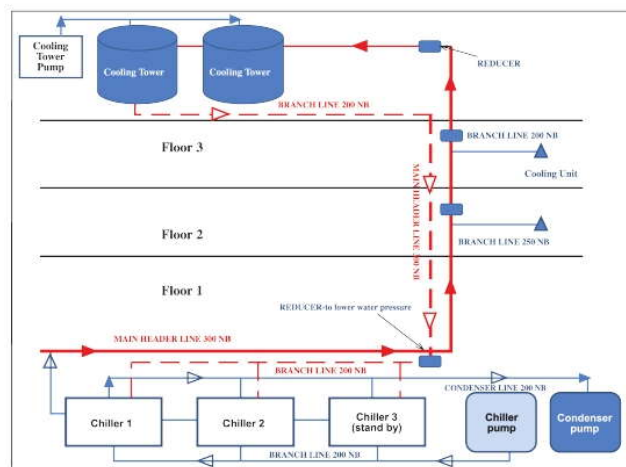 Cooling
Tower
Pump
Cooling Tower
Cooling Tower
REDUCER
BRANCH LINE 200 NB
Floor 3
BRANCH LINE 200 NB
Cooling Unit
MAIN HEADER LINE 300 NB
Floor 2
BRANCH LINE 250 NB
Floor 1
REDUCER-to lower water pressure
MAIN HEADER LINE 300 NB
BRANCH LINE 200 NB
CONDENSER LINE 200 NB
Chiller 1
Chiller 2
Chiller 3
(stand by)
Chiller
pump
Condenser
pump
BRANCH LINE 200 NB